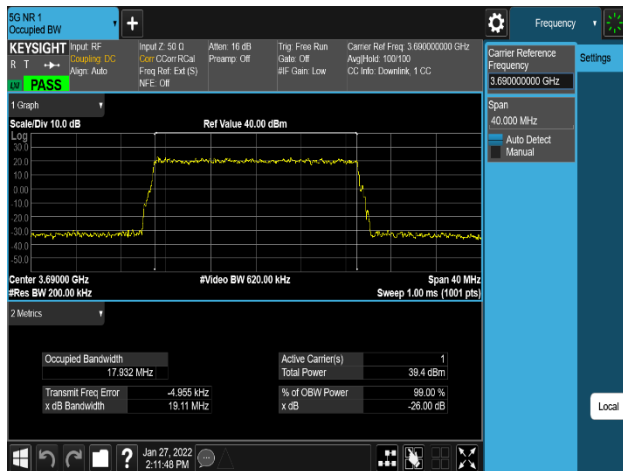 5G NR 1
Occupied BW
Frequency
KEYSIGHT
R T
PASS
Input: RF
Coupling: DC
Align: Auto
Input Z: 50 Ω
Corr CCorr RCal
Freq Ref: Ext (S)
NFE: Off
Atten: 16 dB
Preamp: Off
Trig: Free Run
Gate: Off
#IF Gain: Low
Carrier Ref Freq: 3.690000000 GHz
Avg|Hold: 100/100
CC Info: Downlink, 1 CC
Carrier Reference
Frequency
3.690000000 GHz
Settings
Span
40.000 MHz
Auto Detect
Manual
1 Graph
Scale/Div 10.0 dB
Ref Value 40.00 dBm
Log
30.0
20.0
10.0
0.00
-10.0
-20.0
-30.0
-40.0
-50.0
Center 3.69000 GHz
#Video BW 620.00 kHz
Span 40 MHz
#Res BW 200.00 kHz
Sweep 1.00 ms (1001 pts)
2 Metrics
Occupied Bandwidth
17.932 MHz
Active Carrier(s) 1
Total Power 39.4 dBm
Transmit Freq Error -4.955 kHz
x dB Bandwidth 19.11 MHz
% of OBW Power 99.00 %
x dB -26.00 dB
Local
?
Jan 27, 2022
2:11:48 PM